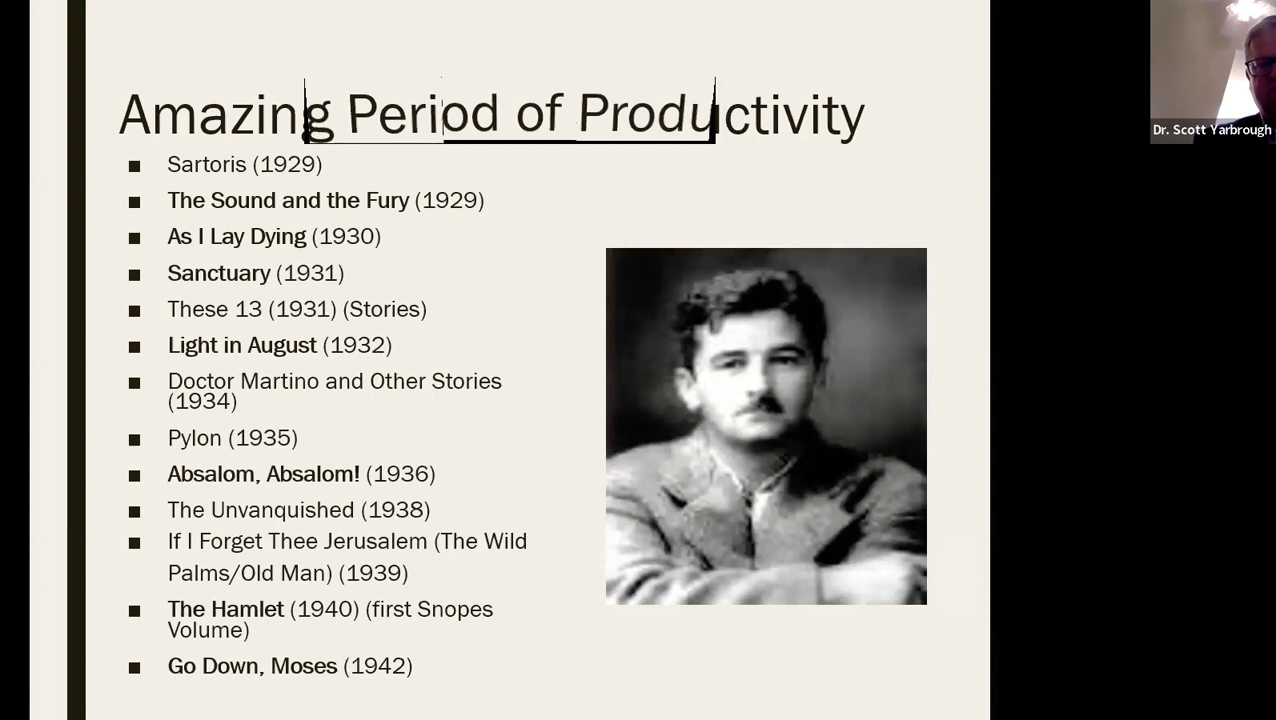 Amazing Period of Productivity
■ Sartoris (1929)
■ The Sound and the Fury (1929)
■ As I Lay Dying (1930)
■ Sanctuary (1931)
■ These 13 (1931) (Stories)
■ Light in August (1932)
■ Doctor Martino and Other Stories
(1934)
■ Pylon (1935)
■ Absalom, Absalom! (1936)
■ The Unvanquished (1938)
■ If I Forget Thee Jerusalem (The Wild
Palms/Old Man) (1939)
■ The Hamlet (1940) (first Snopes
Volume)
■ Go Down, Moses (1942)
Dr. Scott Yarbrough